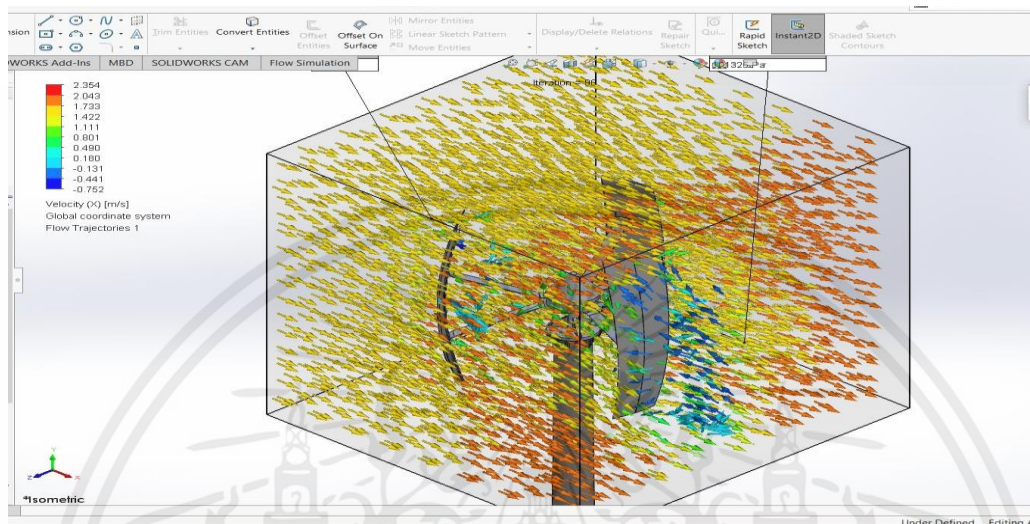 Mirror Entities
Trim Entities Convert Entities Offset Entities Offset On Surface Linear Sketch Pattern Display/Delete Relations Repair Sketch Qui... Rapid Sketch Instant2D Shaded Sketch Contours
Move Entities
MBD SOLIDWORKS CAM Flow Simulation
Iteration =
2.354
2.043
1.733
1.422
1.111
0.801
0.490
0.180
-0.131
-0.441
-0.752
Velocity (X) [m/s]
Global coordinate system
Flow Trajectories 1
Y
Z X
*Isometric
Under Defined Editing